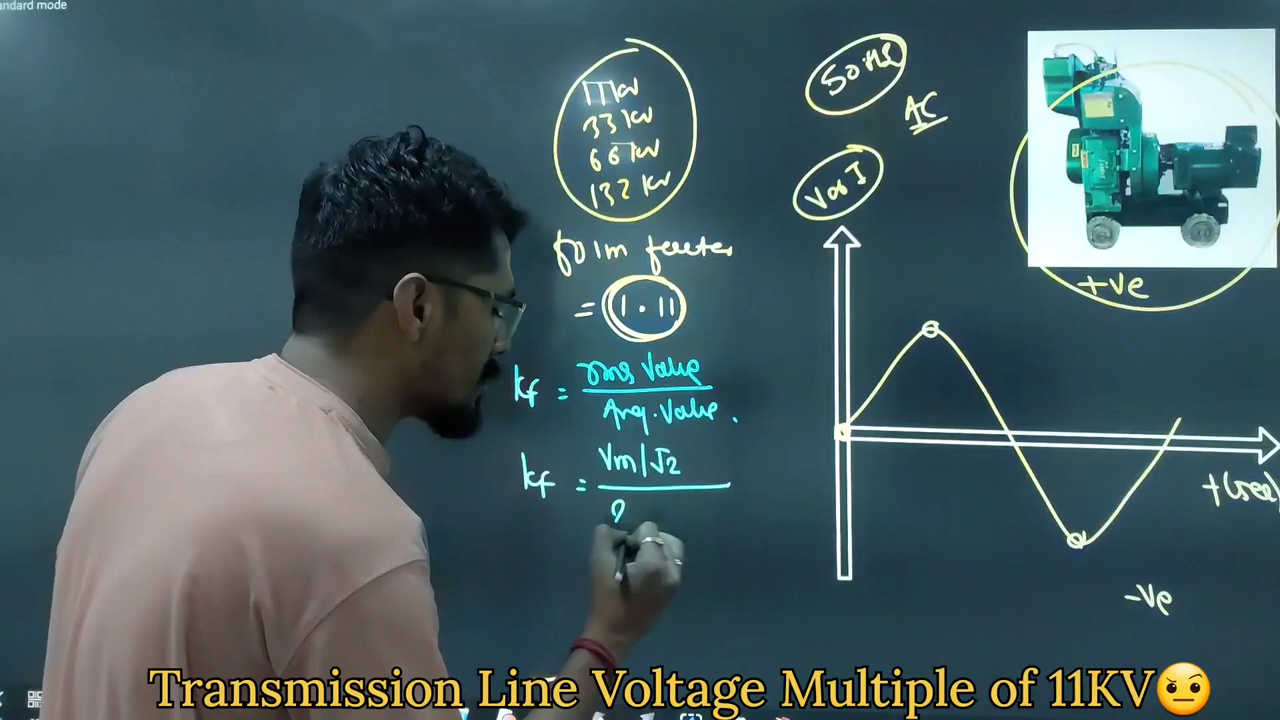 andard mode
11 KV
33 KV
66 KV
132 KV
form facter
= 1.11
kf = rms Value / Avg. Value.
kf = Vm/√2
50 Hz
AC
V or I
+ve
t(sec)
-ve
Transmission Line Voltage Multiple of 11KV🤨